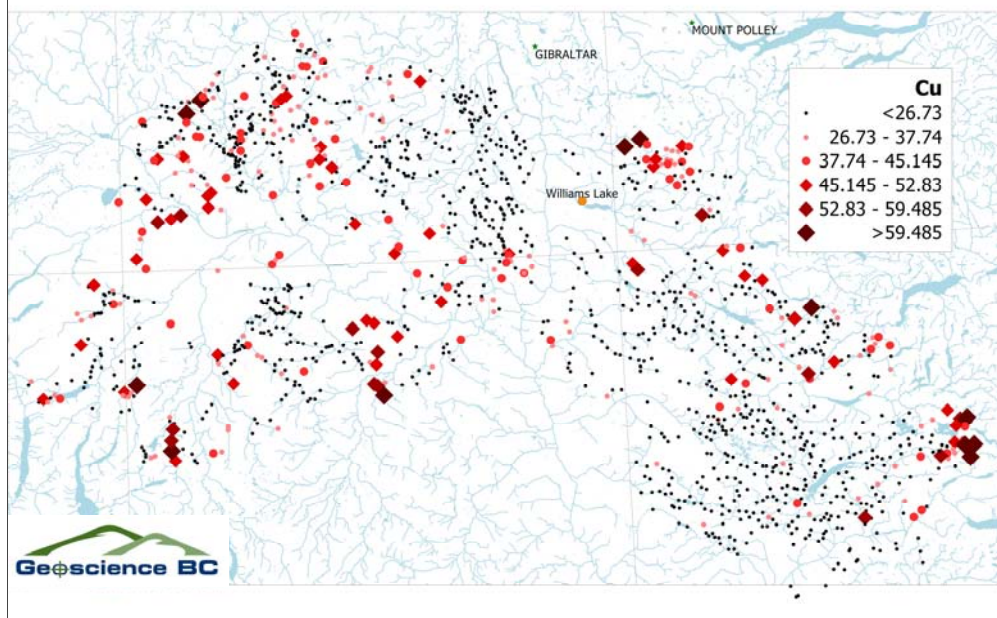 MOUNT POLLEY
GIBRALTAR
Cu
<26.73
26.73 - 37.74
37.74 - 45.145
45.145 - 52.83
52.83 - 59.485
>59.485
Williams Lake
Geoscience BC